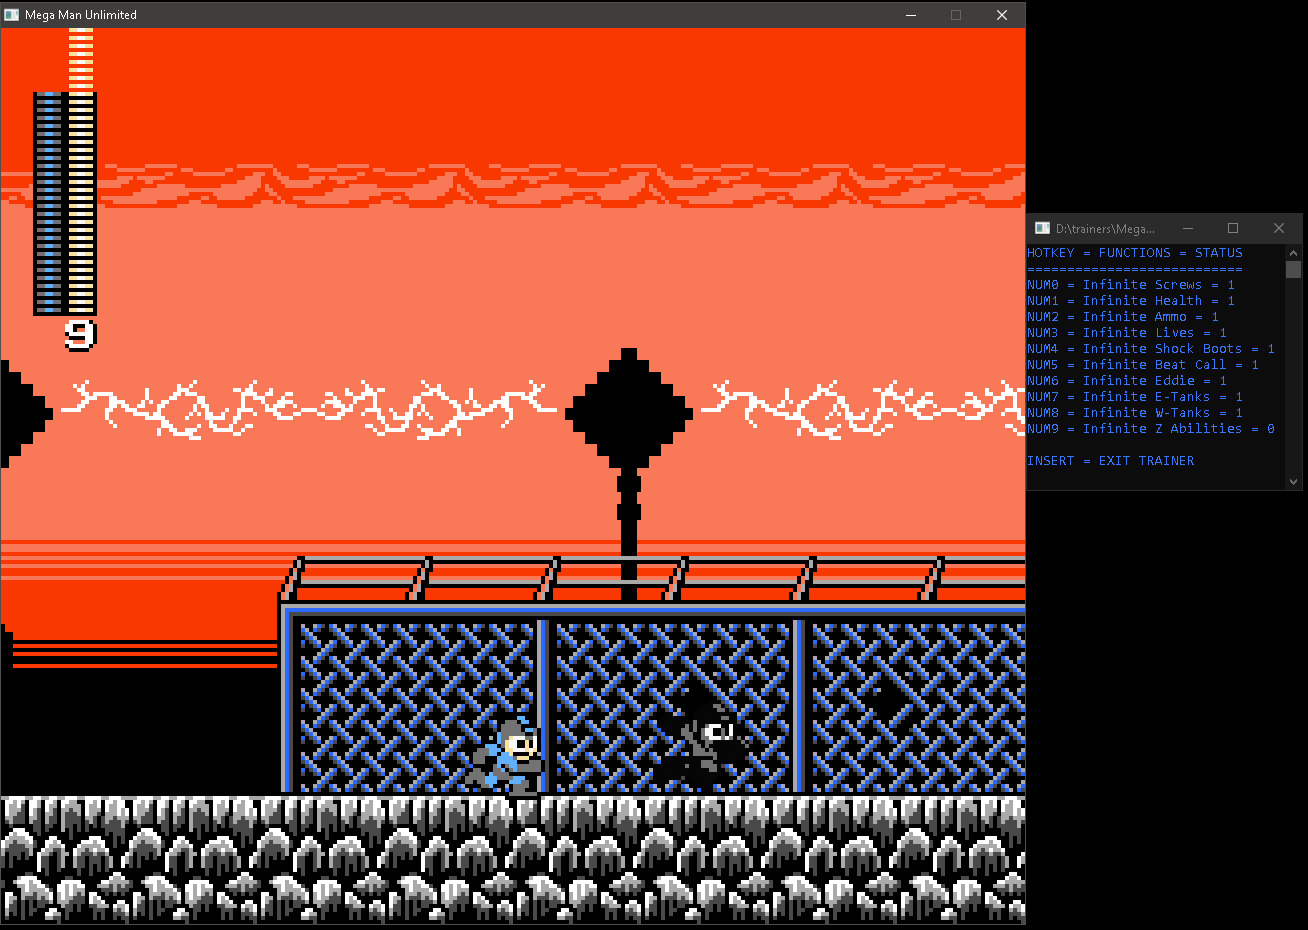 Mega Man Unlimited
9
D:\trainers\Mega...
HOTKEY = FUNCTIONS = STATUS
===========================
NUM0 = Infinite Screws = 1
NUM1 = Infinite Health = 1
NUM2 = Infinite Ammo = 1
NUM3 = Infinite Lives = 1
NUM4 = Infinite Shock Boots = 1
NUM5 = Infinite Beat Call = 1
NUM6 = Infinite Eddie = 1
NUM7 = Infinite E-Tanks = 1
NUM8 = Infinite W-Tanks = 1
NUM9 = Infinite Z Abilities = 0
INSERT = EXIT TRAINER